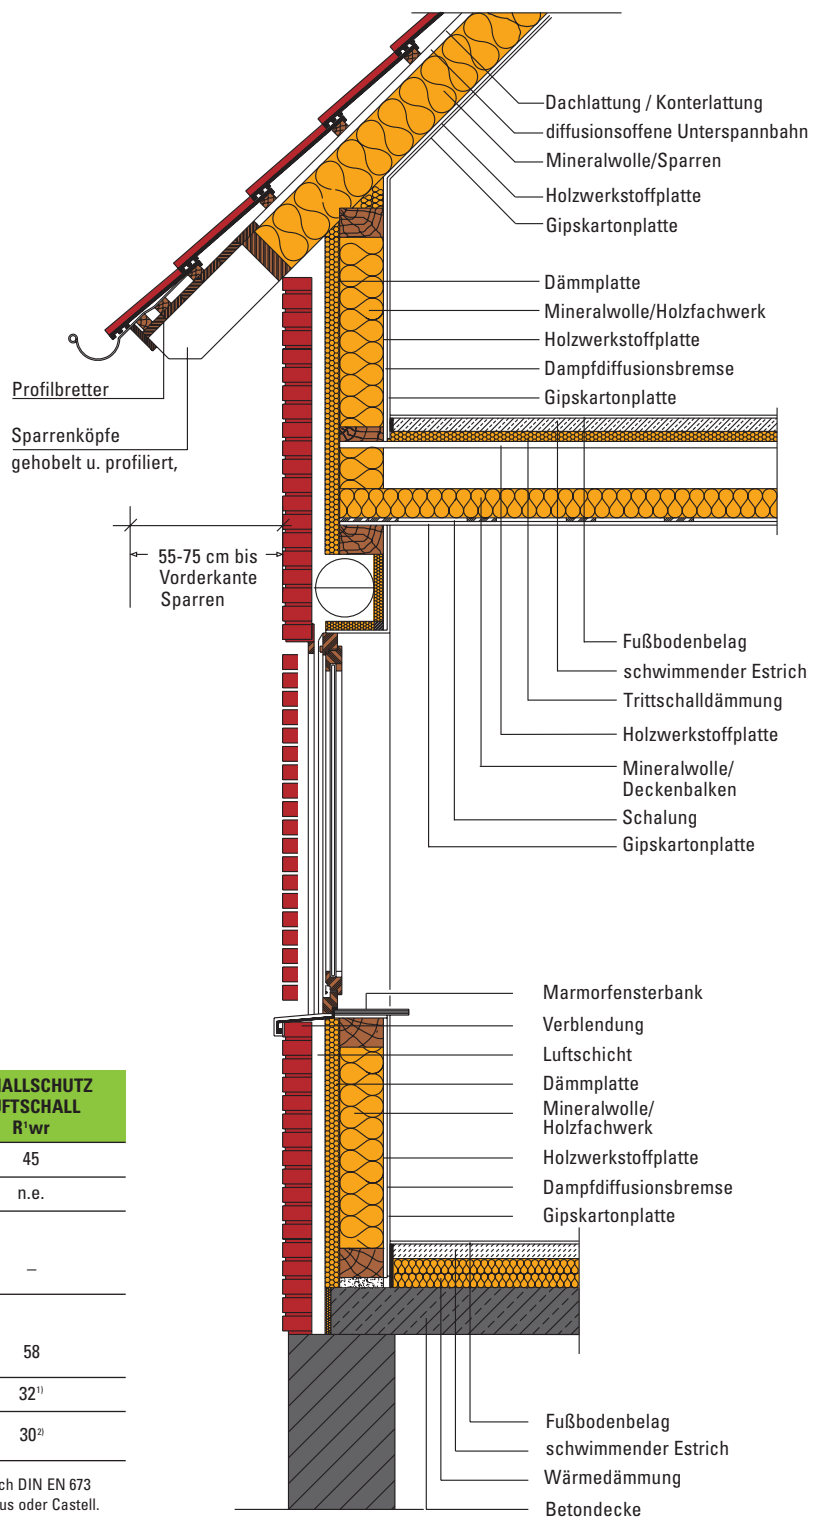 Dachlattung / Konterlattung
diffusionsoffene Unterspannbahn
Mineralwolle/Sparren
Holzwerkstoffplatte
Gipskartonplatte
Dämmplatte
Mineralwolle/Holzfachwerk
Holzwerkstoffplatte
Dampfdiffusionsbremse
Gipskartonplatte
Profilbretter
Sparrenköpfe
gehobelt u. profiliert,
55-75 cm bis
Vorderkante
Sparren
Fußbodenbelag
schwimmender Estrich
Trittschalldämmung
Holzwerkstoffplatte
Mineralwolle/
Deckenbalken
Schalung
Gipskartonplatte
Marmorfensterbank
Verblendung
Luftschicht
Dämmplatte
Mineralwolle/
Holzfachwerk
Holzwerkstoffplatte
Dampfdiffusionsbremse
Gipskartonplatte
HALLSCHUTZ
UFTSCHALL
R¹wr
45
n.e.
–
58
32¹⁾
30²⁾
ch DIN EN 673
us oder Castell.
Fußbodenbelag
schwimmender Estrich
Wärmedämmung
Betondecke